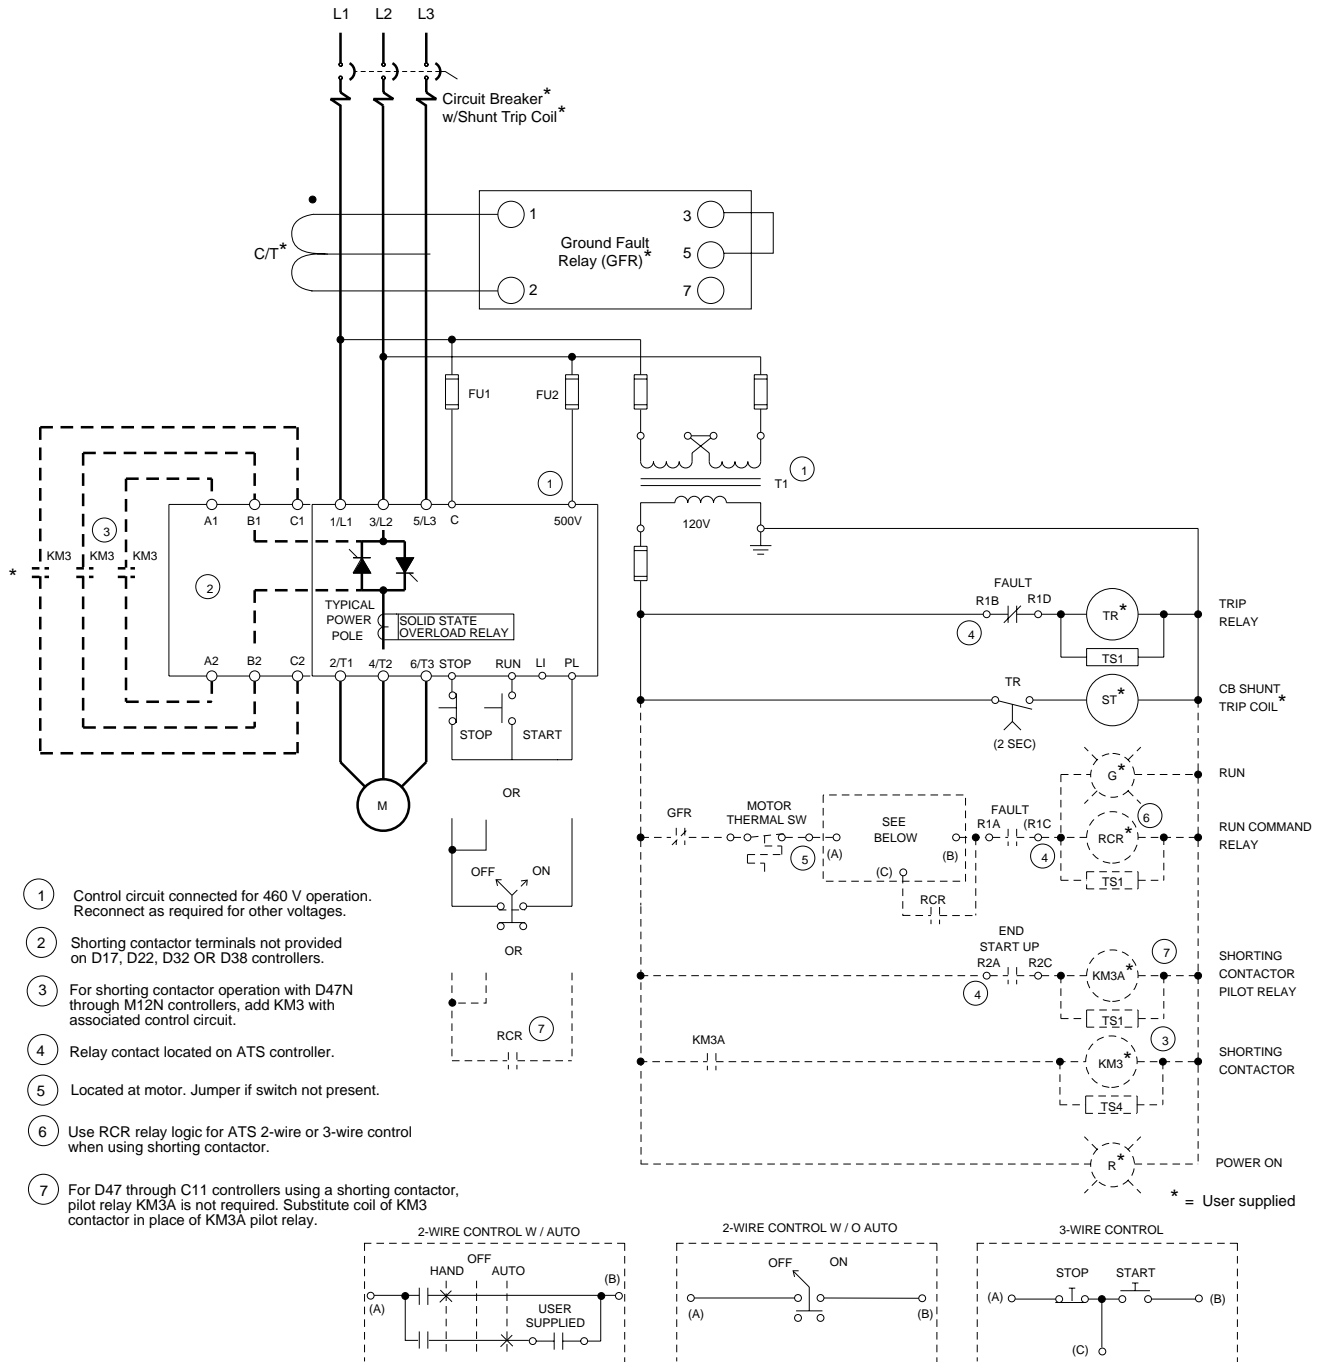 L1 L2 L3
Circuit Breaker*
w/Shunt Trip Coil*
C/T*
1
2
Ground Fault
Relay (GFR)*
3
5
7
FU1
FU2
1
T1 1
120V
A1 B1 C1
1/L1 3/L2 5/L3 C 500V
3
* KM3 KM3 KM3
2
TYPICAL
POWER
POLE
SOLID STATE
OVERLOAD RELAY
A2 B2 C2
2/T1 4/T2 6/T3 STOP RUN LI PL
STOP START
M
OR
OFF ON
OR
RCR 7
FAULT
R1B R1D
4
TR*
TS1
TRIP
RELAY
TR
(2 SEC)
ST*
CB SHUNT
TRIP COIL*
G*
RUN
GFR
MOTOR
THERMAL SW
5
SEE
BELOW
(A)
(B)
(C)
RCR
FAULT
R1A (R1C
4
6
RCR*
TS1
RUN COMMAND
RELAY
END
START UP
R2A R2C
4
7
KM3A*
TS1
SHORTING
CONTACTOR
PILOT RELAY
KM3A
3
KM3*
TS4
SHORTING
CONTACTOR
R*
POWER ON
* = User supplied
1 Control circuit connected for 460 V operation.
Reconnect as required for other voltages.
2 Shorting contactor terminals not provided
on D17, D22, D32 OR D38 controllers.
3 For shorting contactor operation with D47N
through M12N controllers, add KM3 with
associated control circuit.
4 Relay contact located on ATS controller.
5 Located at motor. Jumper if switch not present.
6 Use RCR relay logic for ATS 2-wire or 3-wire control
when using shorting contactor.
7 For D47 through C11 controllers using a shorting contactor,
pilot relay KM3A is not required. Substitute coil of KM3
contactor in place of KM3A pilot relay.
2-WIRE CONTROL W / AUTO
OFF
HAND AUTO
(A)
(B)
USER
SUPPLIED
2-WIRE CONTROL W / O AUTO
OFF ON
(A)
(B)
3-WIRE CONTROL
STOP START
(A)
(B)
(C)